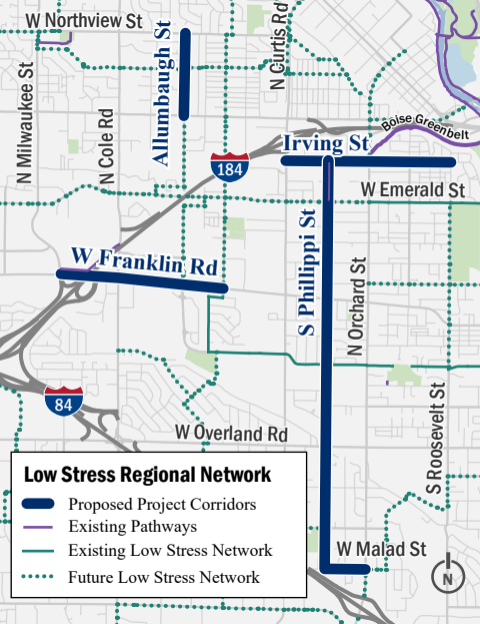 W Northview St
N Milwaukee St
N Cole Rd
Allumbaugh St
N Curtis Rd
Boise Greenbelt
Irving St
184
W Emerald St
W Franklin Rd
S Phillippi St
N Orchard St
84
S Roosevelt St
W Overland Rd
Low Stress Regional Network
Proposed Project Corridors
Existing Pathways
Existing Low Stress Network
Future Low Stress Network
W Malad St
N